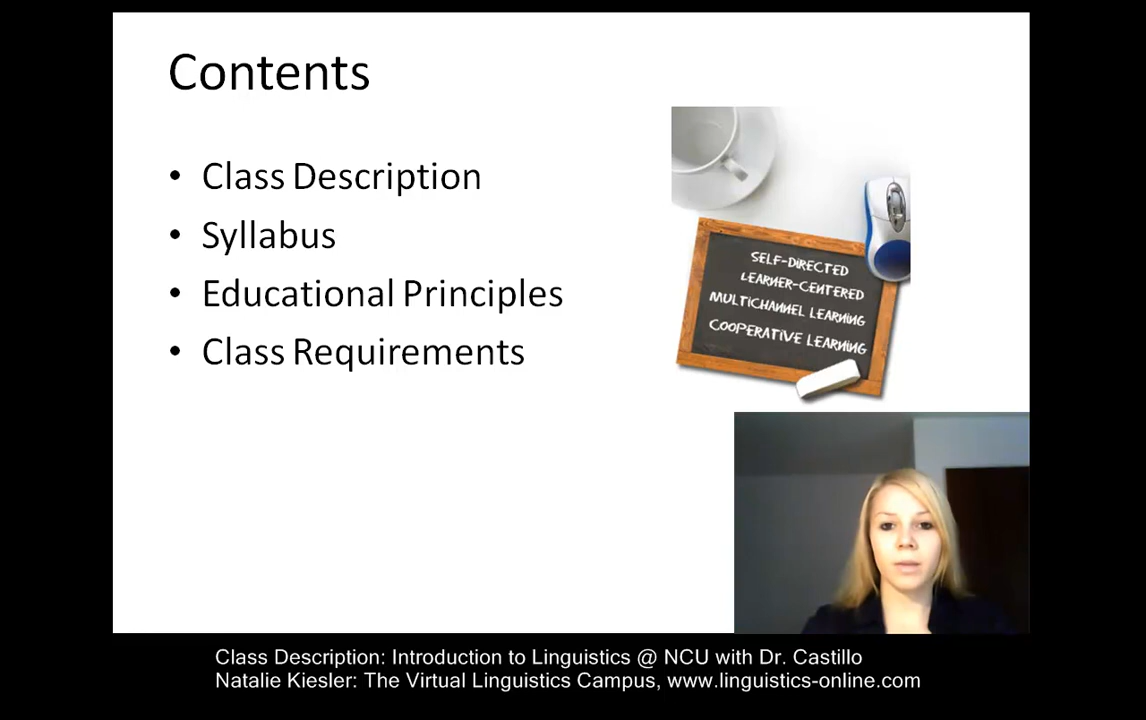 Contents
• Class Description
• Syllabus
• Educational Principles
• Class Requirements
SELF-DIRECTED
LEARNER-CENTERED
MULTICHANNEL LEARNING
COOPERATIVE LEARNING
Class Description: Introduction to Linguistics @ NCU with Dr. Castillo
Natalie Kiesler: The Virtual Linguistics Campus, www.linguistics-online.com